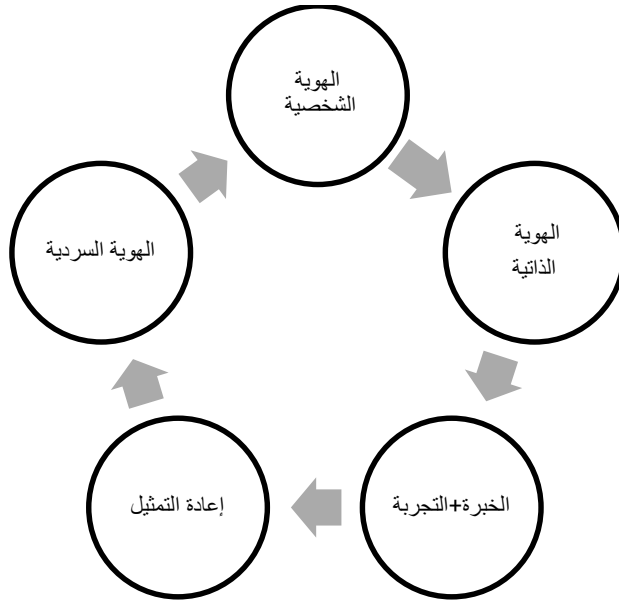 الهوية
الشخصية
الهوية
الذاتية
الخبرة+التجربة
إعادة التمثيل
الهوية السردية